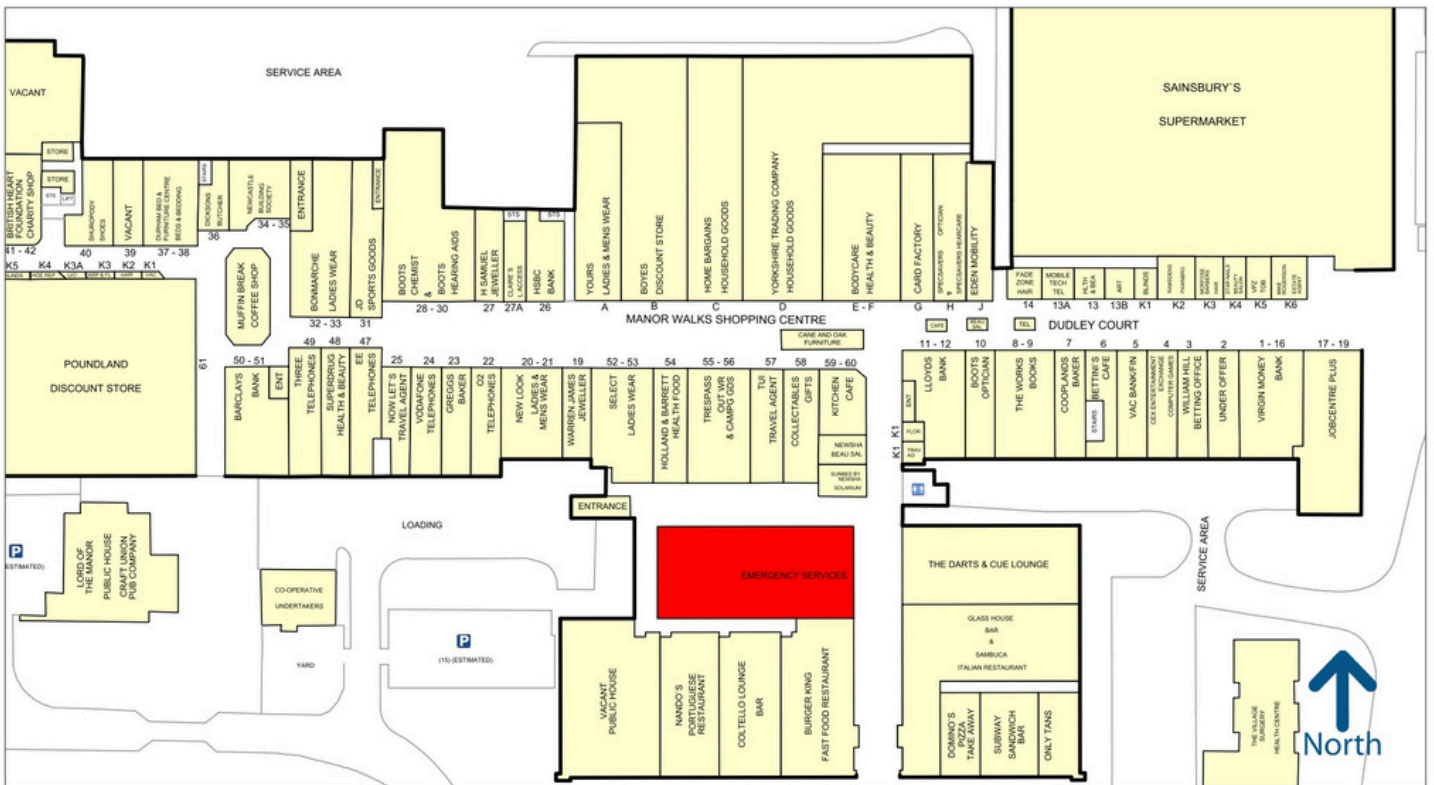 SERVICE AREA
VACANT
STORE
STORE
STS
LIFT
BRITISH HEART
FOUNDATION
CHARITY SHOP
41 - 42
SHUROPODY
SHOES
40
VACANT
39
DURHAM BED &
FURNITURE CENTRE
BEDS & BEDDING
37 - 38
STAIRS
DICKSONS
BUTCHER
36
NEWCASTLE
BUILDING
SOCIETY
34 - 35
ENTRANCE
BONMARCHE
LADIES WEAR
32 - 33
JD
SPORTS GOODS
31
ENTRANCE
BOOTS
CHEMIST
&
BOOTS
HEARING AIDS
28 - 30
H SAMUEL
JEWELLER
27
STS
CLAIRE'S
L ACCESS
27A
STS
HSBC
BANK
26
YOURS
LADIES & MENS WEAR
A
BOYES
DISCOUNT STORE
B
HOME BARGAINS
HOUSEHOLD GOODS
C
YORKSHIRE TRADING COMPANY
HOUSEHOLD GOODS
D
BODYCARE
HEALTH & BEAUTY
E - F
CARD FACTORY
G
SPECSAVERS OPTICIAN
SPECSAVERS HEARCARE
H
EDEN MOBILITY
J
SAINSBURY'S
SUPERMARKET
FADE
ZONE
HAIR
14
MOBILE
TECH
TEL
13A
HLTH
& BEA
13
ART
13B
BLINDS
K1
K2
K3
K4
VPZ
TOB
K5
K6
K5
K4
K3A
K3
K2
K1
HAIR
VAC
MUFFIN BREAK
COFFEE SHOP
MANOR WALKS SHOPPING CENTRE
CANE AND OAK
FURNITURE
CAFE
BEAU
SAL
TEL
DUDLEY COURT
POUNDLAND
DISCOUNT STORE
61
50 - 51
BARCLAYS
BANK
ENT
49
THREE
TELEPHONES
48
SUPERDRUG
HEALTH & BEAUTY
47
EE
TELEPHONES
25
NOW LET'S
TRAVEL AGENT
24
VODAFONE
TELEPHONES
23
GREGGS
BAKER
22
O2
TELEPHONES
20 - 21
NEW LOOK
LADIES &
MENS WEAR
19
WARREN JAMES
JEWELLER
52 - 53
SELECT
LADIES WEAR
54
HOLLAND & BARRETT
HEALTH FOOD
55 - 56
TRESPASS
OUT WR
& CAMPG GDS
57
TUI
TRAVEL AGENT
58
COLLECTABLES
GIFTS
59 - 60
KITCHEN
CAFE
NEWSHA
BEAU SAL
SUNBED BY
NEWSHA
SOLARIUM
11 - 12
LLOYDS
BANK
ENT
K1
FLOR
K1
TRAV
AG
10
BOOTS
OPTICIAN
8 - 9
THE WORKS
BOOKS
7
COOPLANDS
BAKER
6
BETTINI'S
CAFE
STAIRS
5
VAC BANK/FIN
4
CEX ENTERTAINMENT
EXCHANGE
COMPUTER GAMES
3
WILLIAM HILL
BETTING OFFICE
2
UNDER OFFER
1 - 16
VIRGIN MONEY
BANK
17 - 19
JOBCENTRE PLUS
ENTRANCE
LOADING
P
ESTIMATED)
LORD OF
THE MANOR
PUBLIC HOUSE
CRAFT UNION
PUB COMPANY
CO-OPERATIVE
UNDERTAKERS
YARD
P
(15) (ESTIMATED)
EMERGENCY SERVICES
VACANT
PUBLIC HOUSE
NANDO'S
PORTUGUESE
RESTAURANT
COLTELLO LOUNGE
BAR
BURGER KING
FAST FOOD RESTAURANT
THE DARTS & CUE LOUNGE
GLASS HOUSE
BAR
&
SAMBUCA
ITALIAN RESTAURANT
DOMINO'S
PIZZA
TAKE AWAY
SUBWAY
SANDWICH
BAR
ONLY TANS
SERVICE AREA
THE VILLAGE
SURGERY
HEALTH CENTRE
North